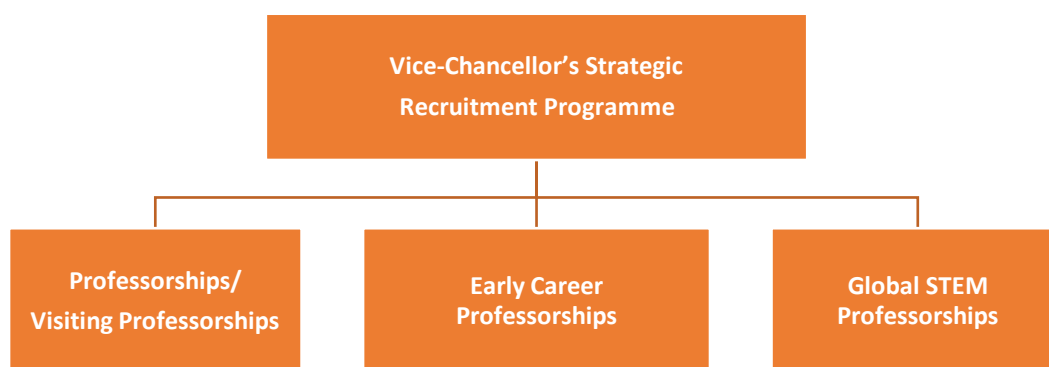 Vice-Chancellor’s Strategic
Recruitment Programme
Professorships/
Visiting Professorships
Early Career
Professorships
Global STEM
Professorships